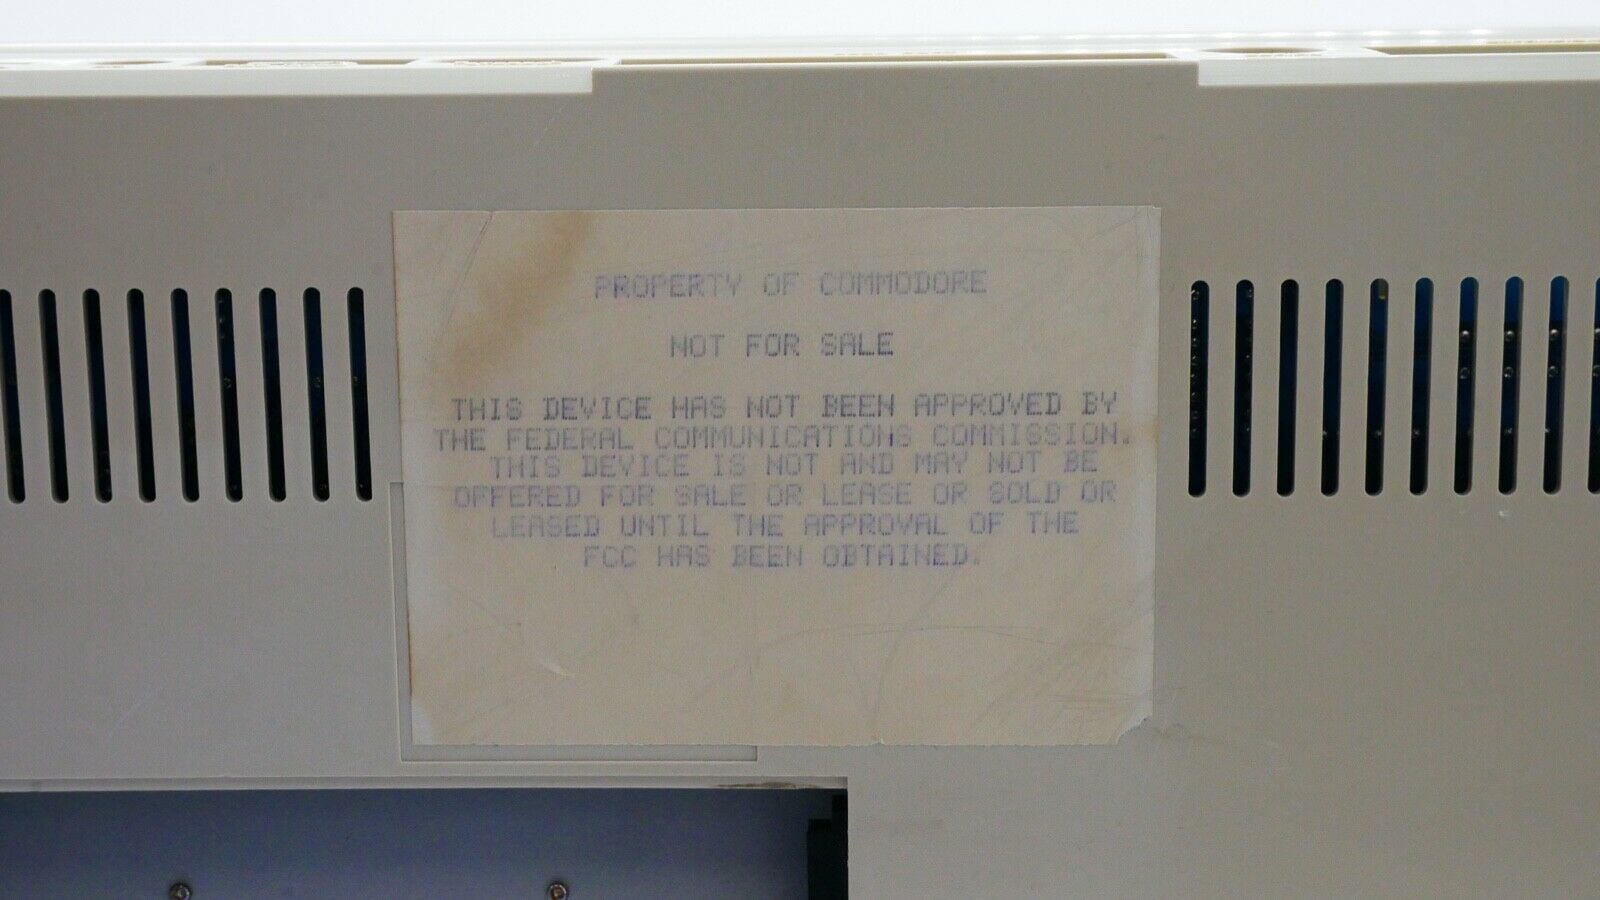 PROPERTY OF COMMODORE
NOT FOR SALE
THIS DEVICE HAS NOT BEEN APPROVED BY
THE FEDERAL COMMUNICATIONS COMMISSION.
THIS DEVICE IS NOT AND MAY NOT BE
OFFERED FOR SALE OR LEASE OR SOLD OR
LEASED UNTIL THE APPROVAL OF THE
FCC HAS BEEN OBTAINED.